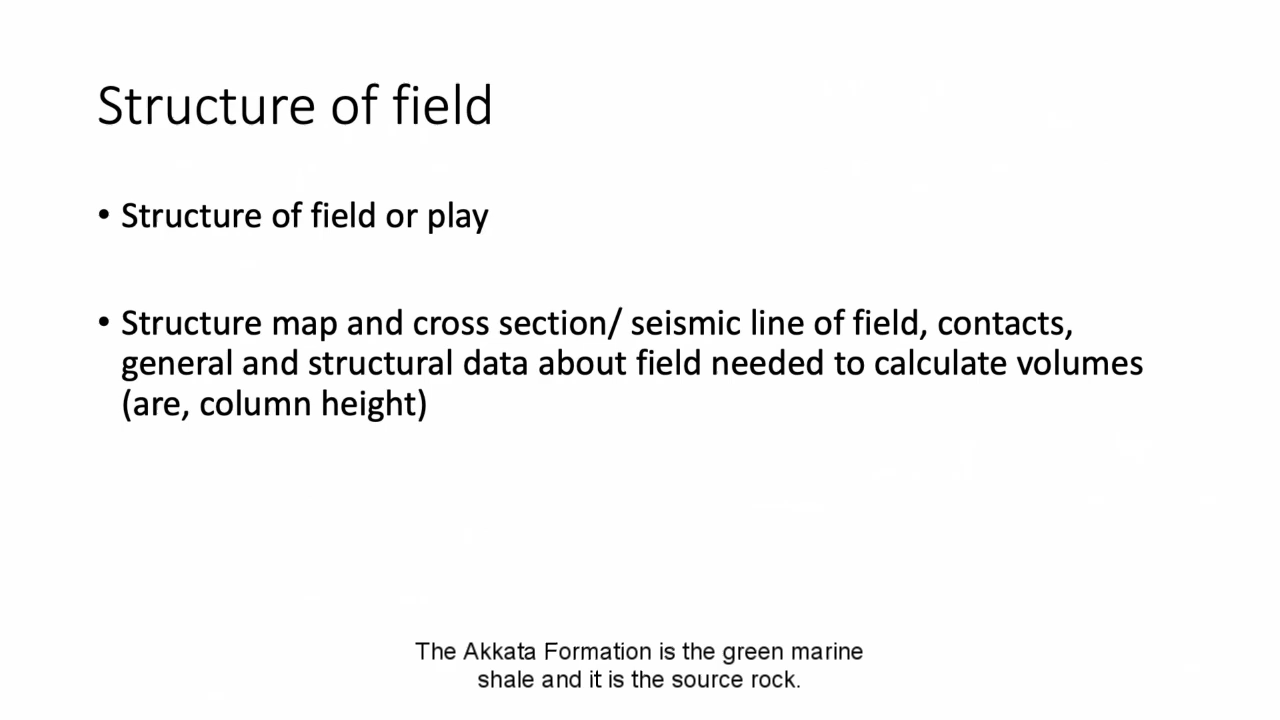 Structure of field
• Structure of field or play
• Structure map and cross section/ seismic line of field, contacts,
general and structural data about field needed to calculate volumes
(are, column height)
The Akkata Formation is the green marine
shale and it is the source rock.